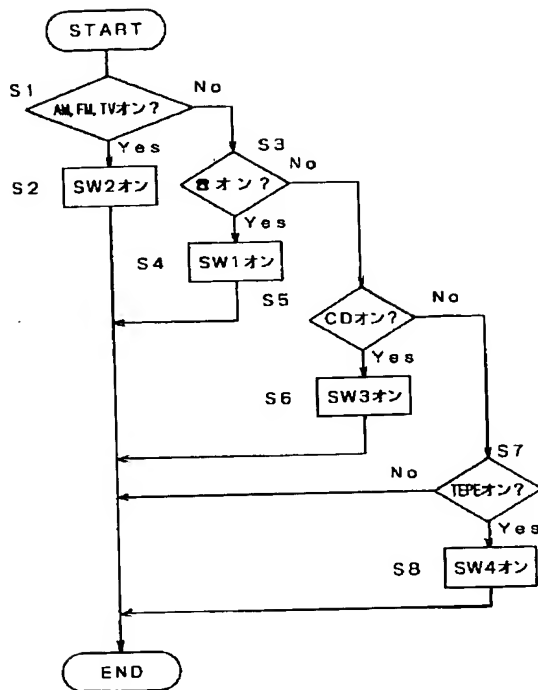 START
S1
AM, FM, TVオン?
No
Yes
S2
SW2オン
S3
☎オン?
No
Yes
S4
SW1オン
S5
CDオン?
No
Yes
S6
SW3オン
S7
TEPEオン?
No
Yes
S8
SW4オン
END